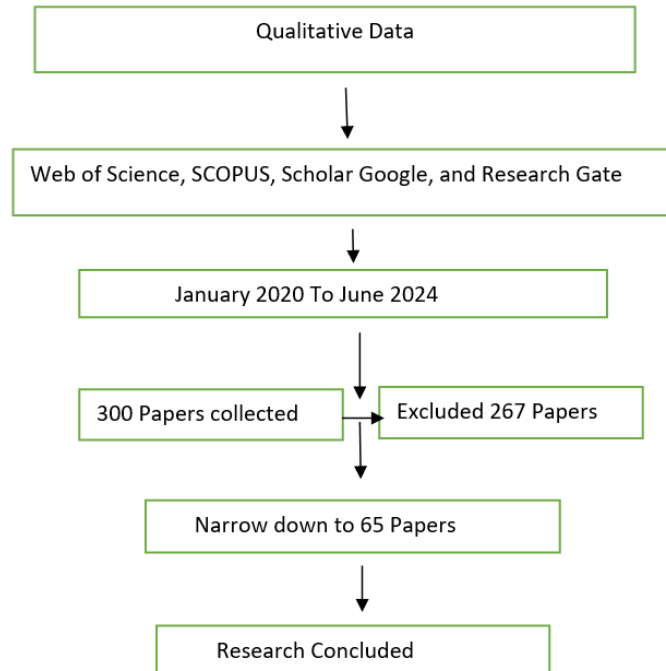 Qualitative Data
Web of Science, SCOPUS, Scholar Google, and Research Gate
January 2020 To June 2024
300 Papers collected
Excluded 267 Papers
Narrow down to 65 Papers
Research Concluded